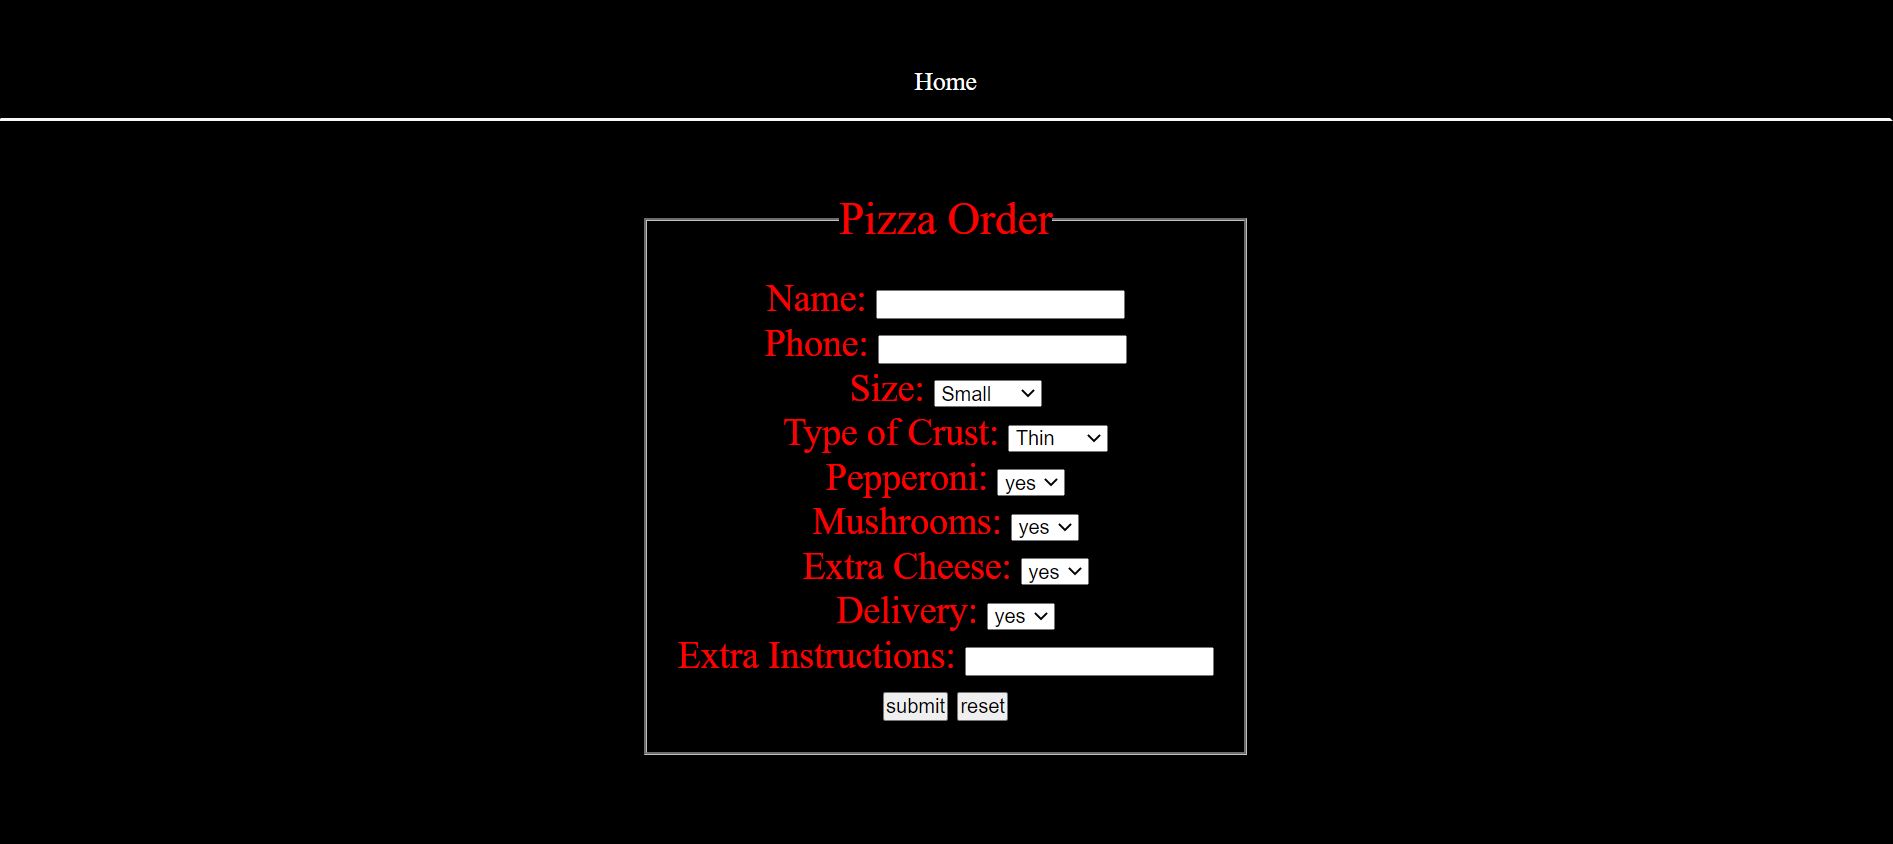 Home
Pizza Order
Name:
Phone:
Size: Small
Type of Crust: Thin
Pepperoni: yes
Mushrooms: yes
Extra Cheese: yes
Delivery: yes
Extra Instructions:
submit reset